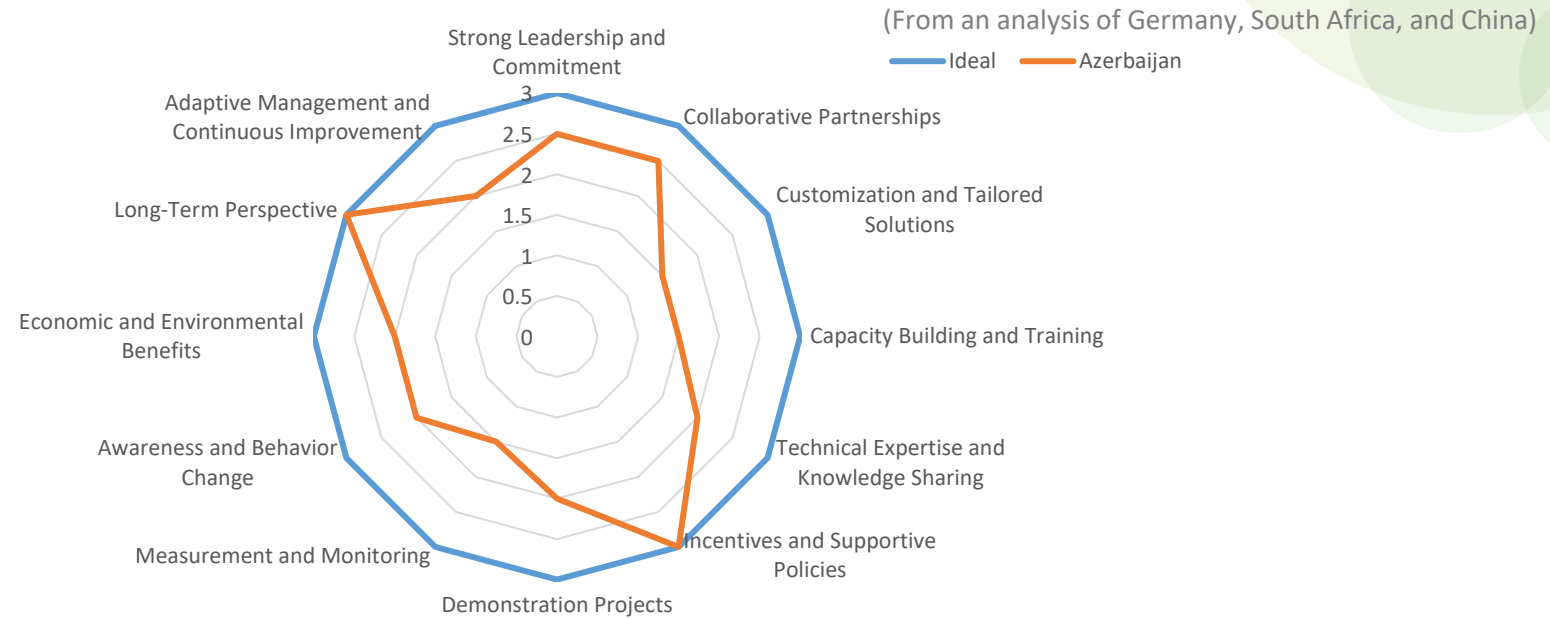 (From an analysis of Germany, South Africa, and China)
Ideal
Azerbaijan
Strong Leadership and
Commitment
Collaborative Partnerships
Customization and Tailored
Solutions
Capacity Building and Training
Technical Expertise and
Knowledge Sharing
Incentives and Supportive
Policies
Demonstration Projects
Measurement and Monitoring
Awareness and Behavior
Change
Economic and Environmental
Benefits
Long-Term Perspective
Adaptive Management and
Continuous Improvement
3
2.5
2
1.5
1
0.5
0